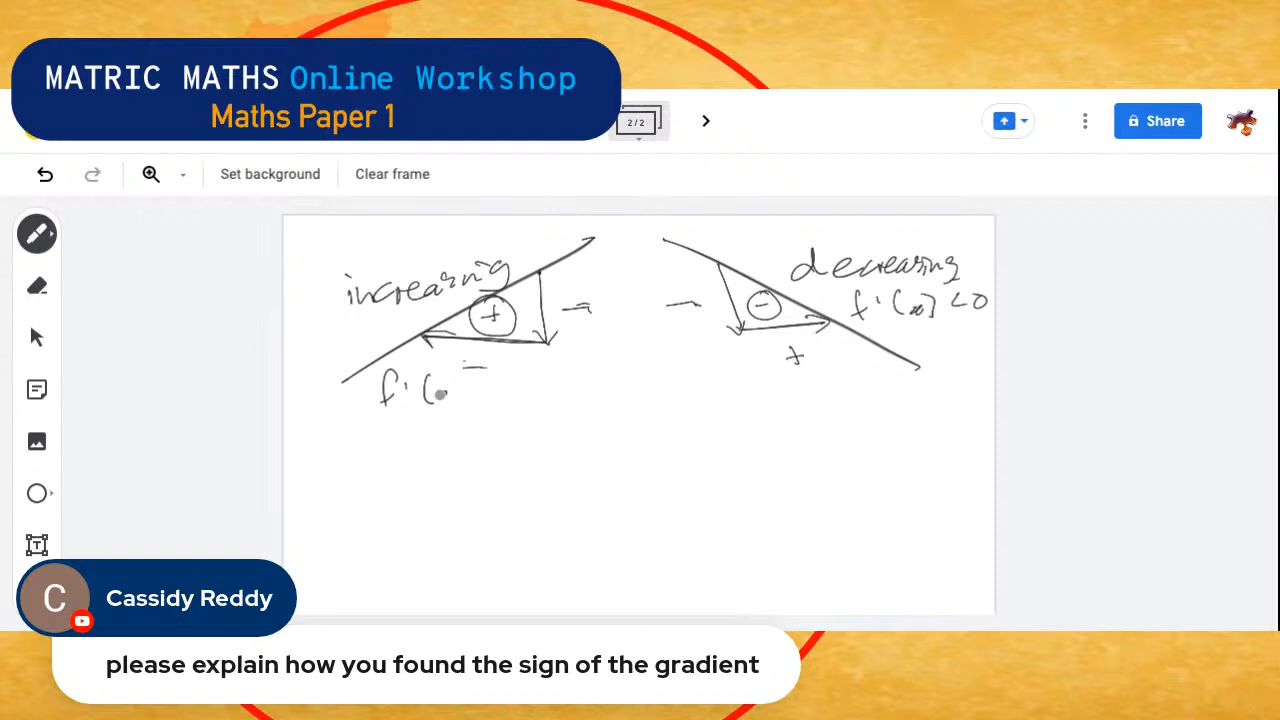 MATRIC MATHS Online Workshop
Maths Paper 1
2/2
Share
Set background
Clear frame
increasing
+
−
−
f'(
decreasing
f'(x) <0
−
−
+
T
C
Cassidy Reddy
please explain how you found the sign of the gradient